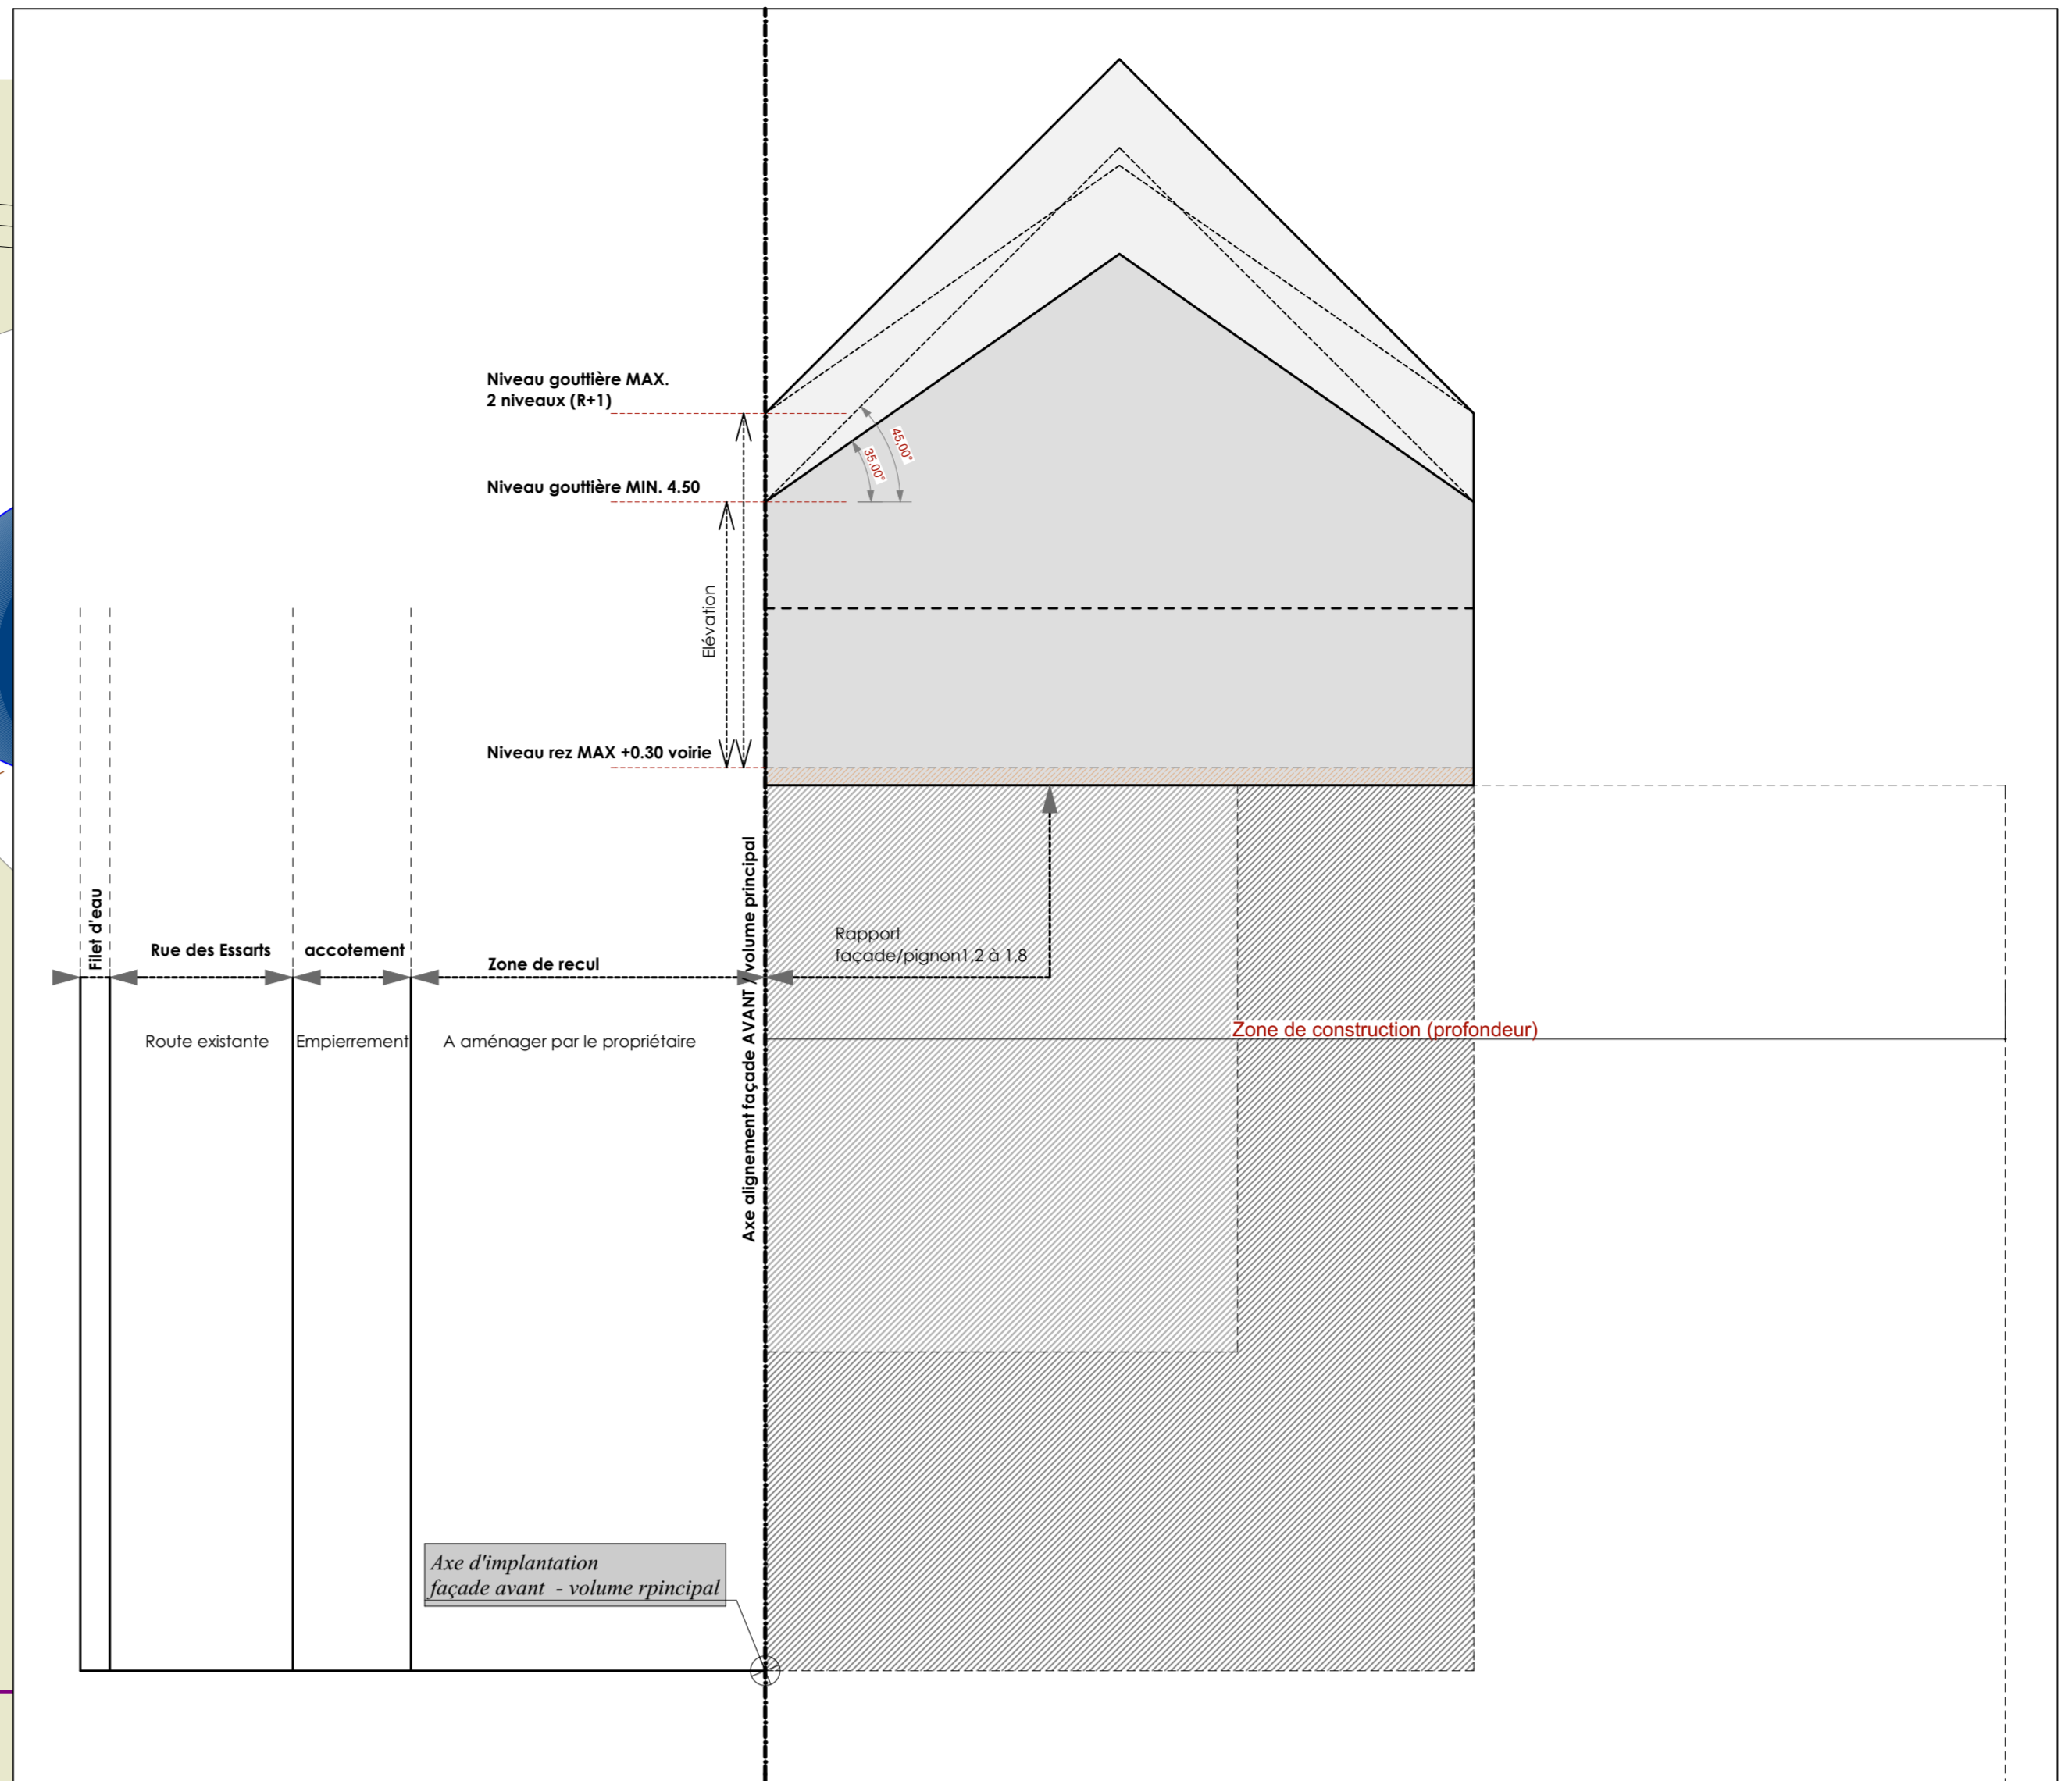 Niveau gouttière MAX.
2 niveaux (R+1)
45,00°
35,00°
Niveau gouttière MIN. 4.50
Elévation
Niveau rez MAX +0.30 voirie
Axe alignement façade AVANT / volume principal
Filet d'eau
Rue des Essarts
accotement
Zone de recul
Rapport
façade/pignon1,2 à 1,8
Zone de construction (profondeur)
Route existante
Empierrement
A aménager par le propriétaire
Axe d'implantation
façade avant - volume rpincipal